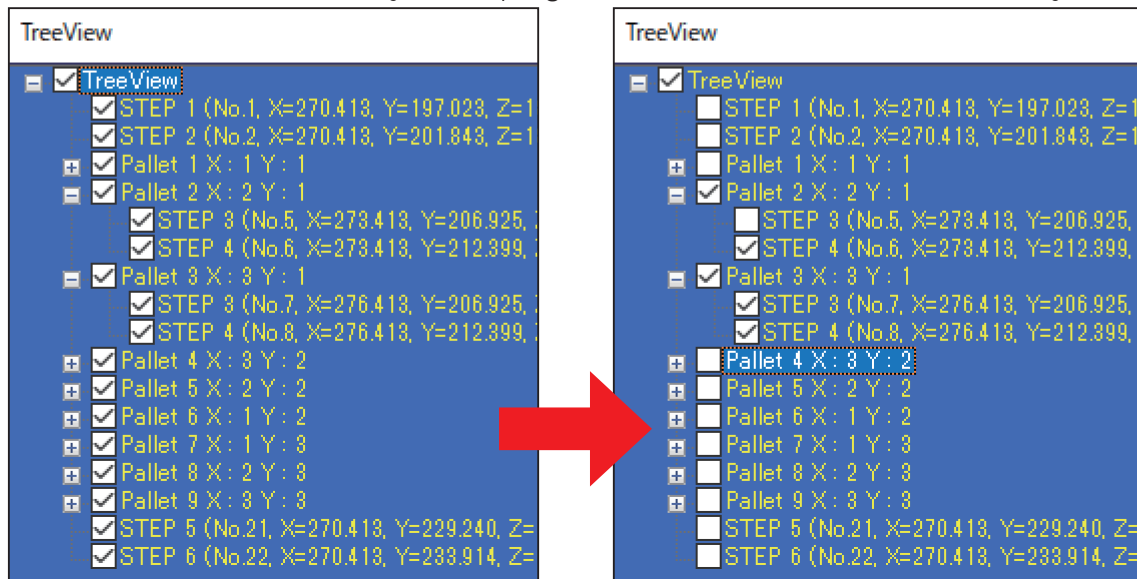 TreeView
TreeView
STEP 1 (No.1, X=270.413, Y=197.023, Z=1
STEP 2 (No.2, X=270.413, Y=201.843, Z=1
Pallet 1 X : 1 Y : 1
Pallet 2 X : 2 Y : 1
STEP 3 (No.5, X=273.413, Y=206.925,
STEP 4 (No.6, X=273.413, Y=212.399,
Pallet 3 X : 3 Y : 1
STEP 3 (No.7, X=276.413, Y=206.925,
STEP 4 (No.8, X=276.413, Y=212.399,
Pallet 4 X : 3 Y : 2
Pallet 5 X : 2 Y : 2
Pallet 6 X : 1 Y : 2
Pallet 7 X : 1 Y : 3
Pallet 8 X : 2 Y : 3
Pallet 9 X : 3 Y : 3
STEP 5 (No.21, X=270.413, Y=229.240, Z=
STEP 6 (No.22, X=270.413, Y=233.914, Z=
TreeView
TreeView
STEP 1 (No.1, X=270.413, Y=197.023, Z=1
STEP 2 (No.2, X=270.413, Y=201.843, Z=1
Pallet 1 X : 1 Y : 1
Pallet 2 X : 2 Y : 1
STEP 3 (No.5, X=273.413, Y=206.925,
STEP 4 (No.6, X=273.413, Y=212.399,
Pallet 3 X : 3 Y : 1
STEP 3 (No.7, X=276.413, Y=206.925,
STEP 4 (No.8, X=276.413, Y=212.399,
Pallet 4 X : 3 Y : 2
Pallet 5 X : 2 Y : 2
Pallet 6 X : 1 Y : 2
Pallet 7 X : 1 Y : 3
Pallet 8 X : 2 Y : 3
Pallet 9 X : 3 Y : 3
STEP 5 (No.21, X=270.413, Y=229.240, Z=
STEP 6 (No.22, X=270.413, Y=233.914, Z=